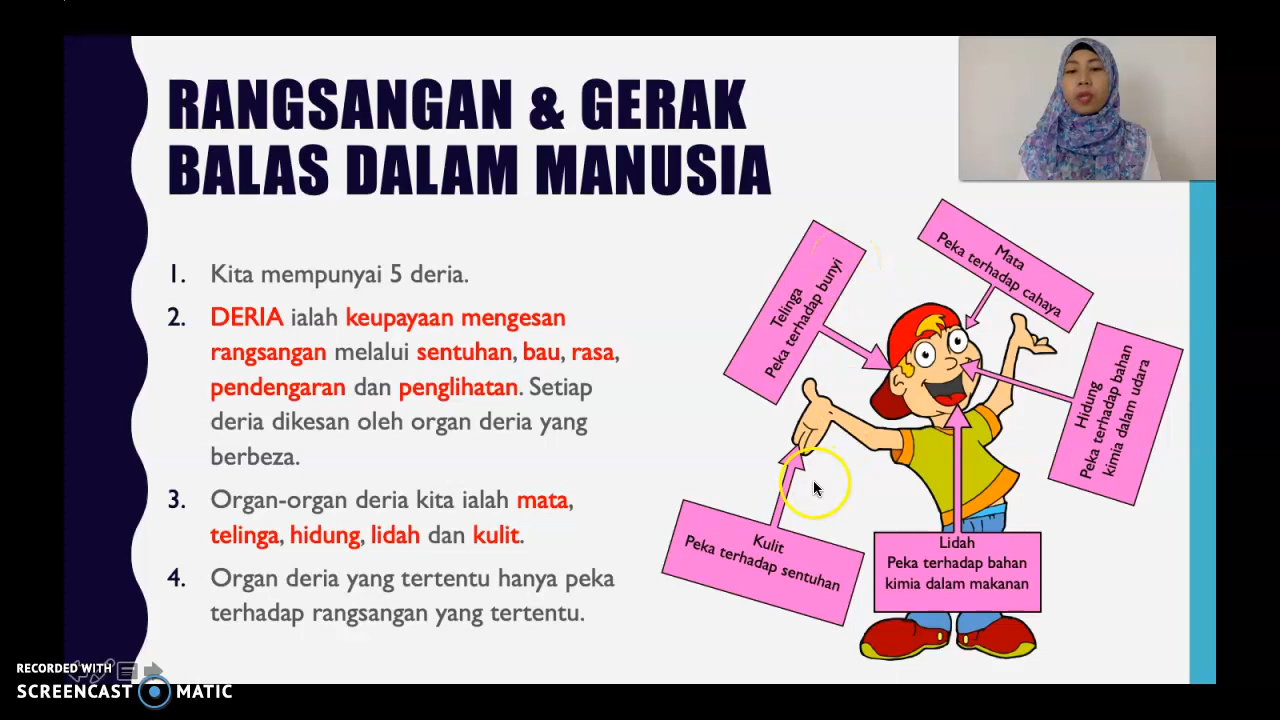 RANGSANGAN & GERAK
BALAS DALAM MANUSIA
1. Kita mempunyai 5 deria.
2. DERIA ialah keupayaan mengesan
rangsangan melalui sentuhan, bau, rasa,
pendengaran dan penglihatan. Setiap
deria dikesan oleh organ deria yang
berbeza.
3. Organ-organ deria kita ialah mata,
telinga, hidung, lidah dan kulit.
4. Organ deria yang tertentu hanya peka
terhadap rangsangan yang tertentu.
Telinga
Peka terhadap bunyi
Mata
Peka terhadap cahaya
Hidung
Peka terhadap bahan
kimia dalam udara
Kulit
Peka terhadap sentuhan
Lidah
Peka terhadap bahan
kimia dalam makanan
RECORDED WITH
SCREENCAST MATIC